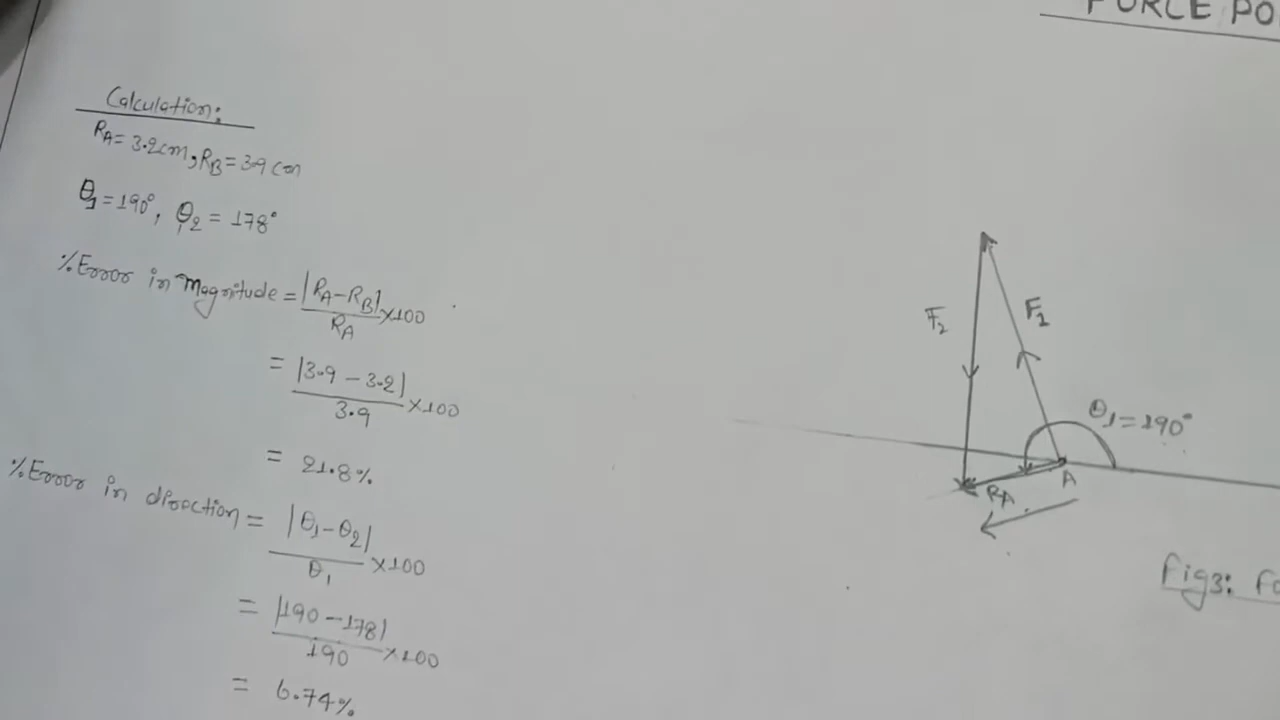 FORCE PO
Calculation:
RA = 3.2cm, RB = 3.9 cm
θ1 = 190°, θ2 = 178°
%Error in Magnitude = |RA-RB|/RA ×100
= |3.9 - 3.2|/3.9 ×100
= 21.8%
%Error in direction = |θ1-θ2|/θ1 ×100
= |190-178|/190 ×100
= 6.74%
F2
F1
θ1=190°
RA
A
Fig3: Fo